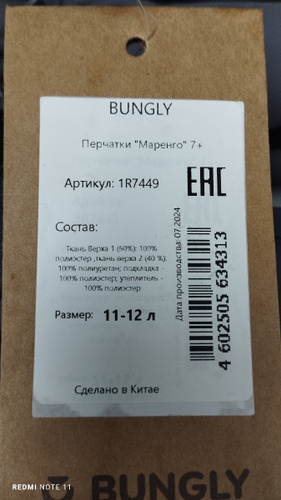 BUNGLY
Перчатки "Маренго" 7+
Артикул: 1R7449
EAC
Состав:
Ткань Верха 1 (60%): 100%
полиэстер ,ткань верха 2 (40 %).
100% полиуретан; подкладка -
100% полиэстер; утеплитель -
100% полиэстер
Дата производства: 07.2024
4 602505 634313
Размер: 11-12 л
Сделано в Китае
BUNGLY
REDMI NOTE 11